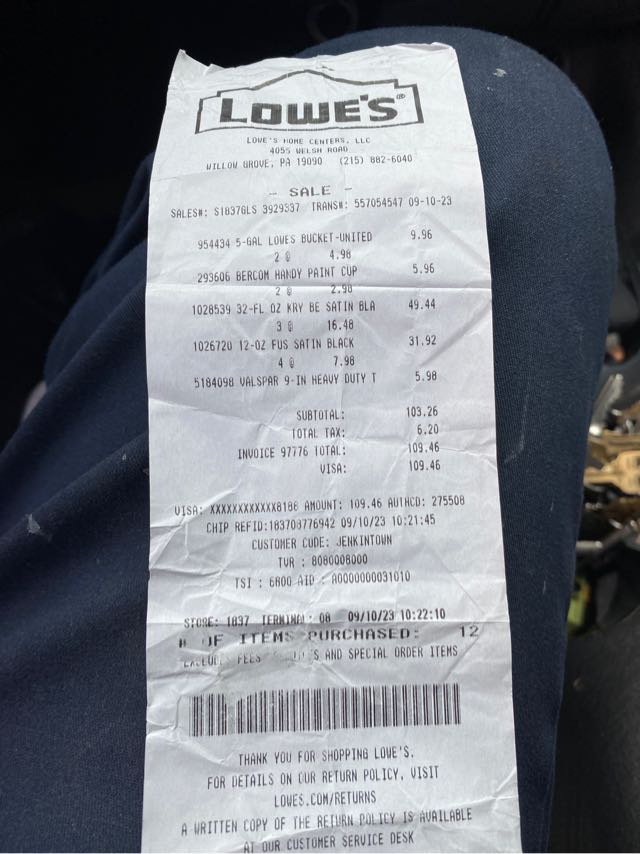 LOWE'S®
LOWE'S HOME CENTERS, LLC
4055 WELSH ROAD
WILLOW GROVE, PA 19090 (215) 882-6040
- SALE -
SALES#: S1837GLS 3929337 TRANS#: 557054547 09-10-23
954434 5-GAL LOWES BUCKET-UNITED 9.96
2 @ 4.98
293606 BERCOM HANDY PAINT CUP 5.96
2 @ 2.98
1028539 32-FL OZ KRY BE SATIN BLA 49.44
3 @ 16.48
1026720 12-OZ FUS SATIN BLACK 31.92
4 @ 7.98
5184098 VALSPAR 9-IN HEAVY DUTY T 5.98
SUBTOTAL: 103.26
TOTAL TAX: 6.20
INVOICE 97776 TOTAL: 109.46
VISA: 109.46
VISA: XXXXXXXXXXXX8186 AMOUNT: 109.46 AUTHCD: 275508
CHIP REFID:183708776942 09/10/23 10:21:45
CUSTOMER CODE: JENKINTOWN
TVR : 8080008000
TSI : 6800 AID : A0000000031010
STORE: 1837 TERMINAL: 08 09/10/23 10:22:10
# OF ITEMS PURCHASED: 12
FEES AND SPECIAL ORDER ITEMS
THANK YOU FOR SHOPPING LOWE'S.
FOR DETAILS ON OUR RETURN POLICY, VISIT
LOWES.COM/RETURNS
A WRITTEN COPY OF THE RETURN POLICY IS AVAILABLE
AT OUR CUSTOMER SERVICE DESK